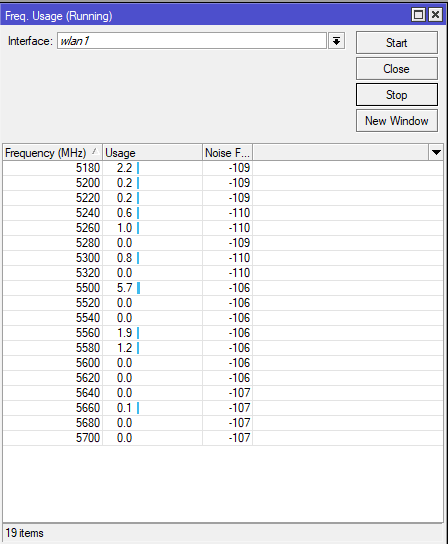 Freq. Usage (Running)
Interface: wlan1
Start
Close
Stop
New Window
Frequency (MHz) Usage Noise F...
5180 2.2 -109
5200 0.2 -109
5220 0.2 -109
5240 0.6 -110
5260 1.0 -110
5280 0.0 -109
5300 0.8 -110
5320 0.0 -110
5500 5.7 -106
5520 0.0 -106
5540 0.0 -106
5560 1.9 -106
5580 1.2 -106
5600 0.0 -106
5620 0.0 -106
5640 0.0 -107
5660 0.1 -107
5680 0.0 -107
5700 0.0 -107
19 items